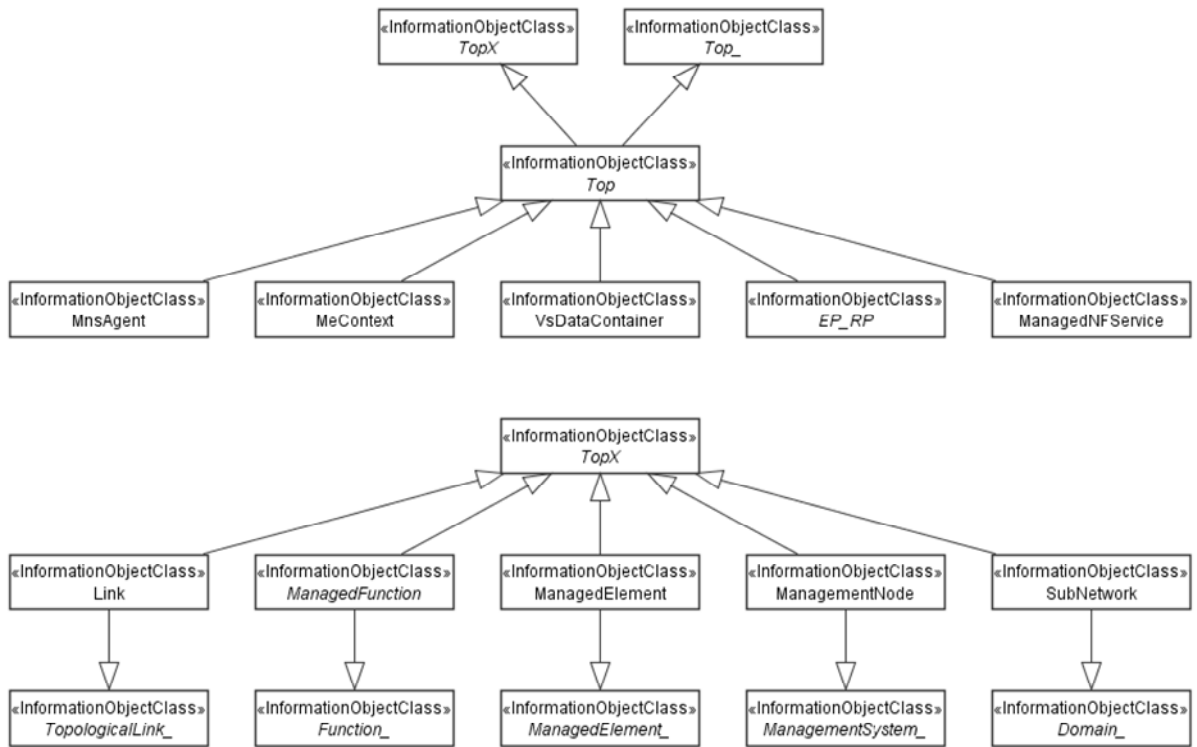 «InformationObjectClass»
TopX
«InformationObjectClass»
Top_
«InformationObjectClass»
Top
«InformationObjectClass»
MnsAgent
«InformationObjectClass»
MeContext
«InformationObjectClass»
VsDataContainer
«InformationObjectClass»
EP_RP
«InformationObjectClass»
ManagedNFService
«InformationObjectClass»
TopX
«InformationObjectClass»
Link
«InformationObjectClass»
ManagedFunction
«InformationObjectClass»
ManagedElement
«InformationObjectClass»
ManagementNode
«InformationObjectClass»
SubNetwork
«InformationObjectClass»
TopologicalLink_
«InformationObjectClass»
Function_
«InformationObjectClass»
ManagedElement_
«InformationObjectClass»
ManagementSystem_
«InformationObjectClass»
Domain_